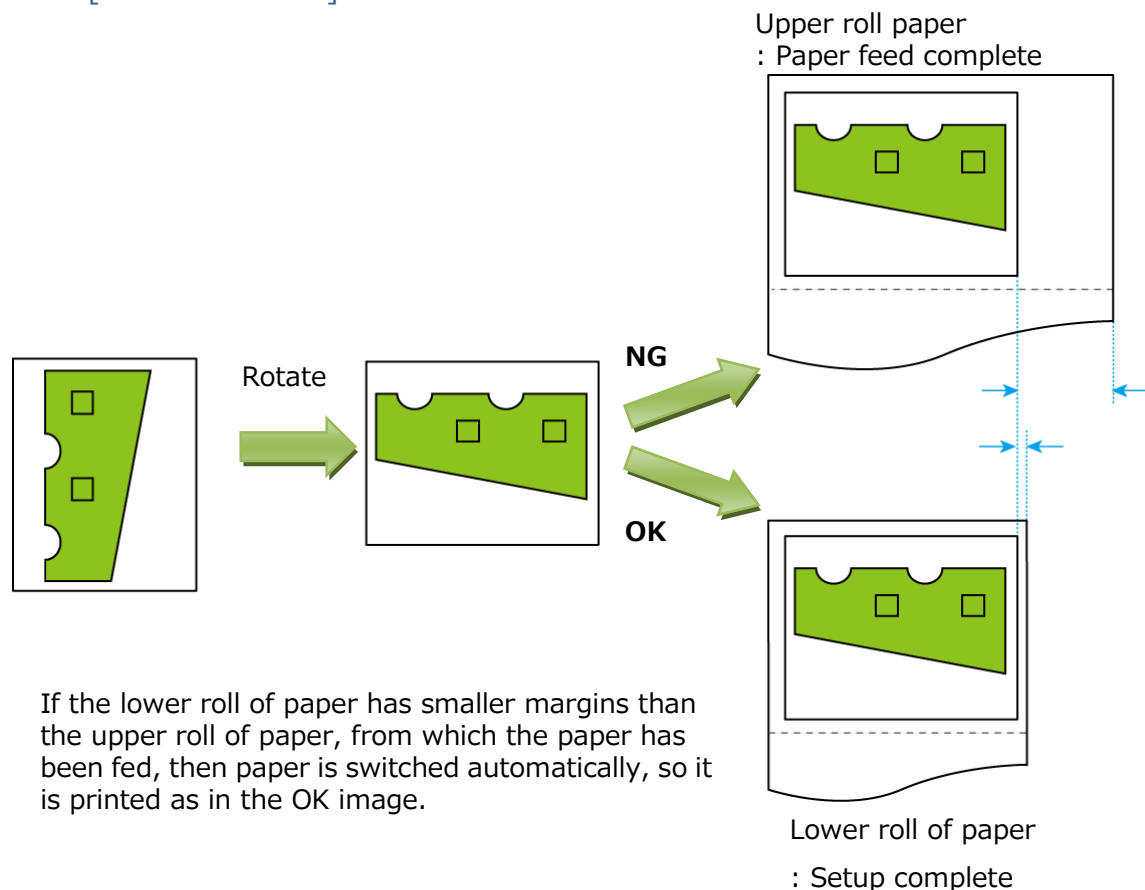 Upper roll paper
: Paper feed complete
Rotate
NG
OK
If the lower roll of paper has smaller margins than
the upper roll of paper, from which the paper has
been fed, then paper is switched automatically, so it
is printed as in the OK image.
Lower roll of paper
: Setup complete